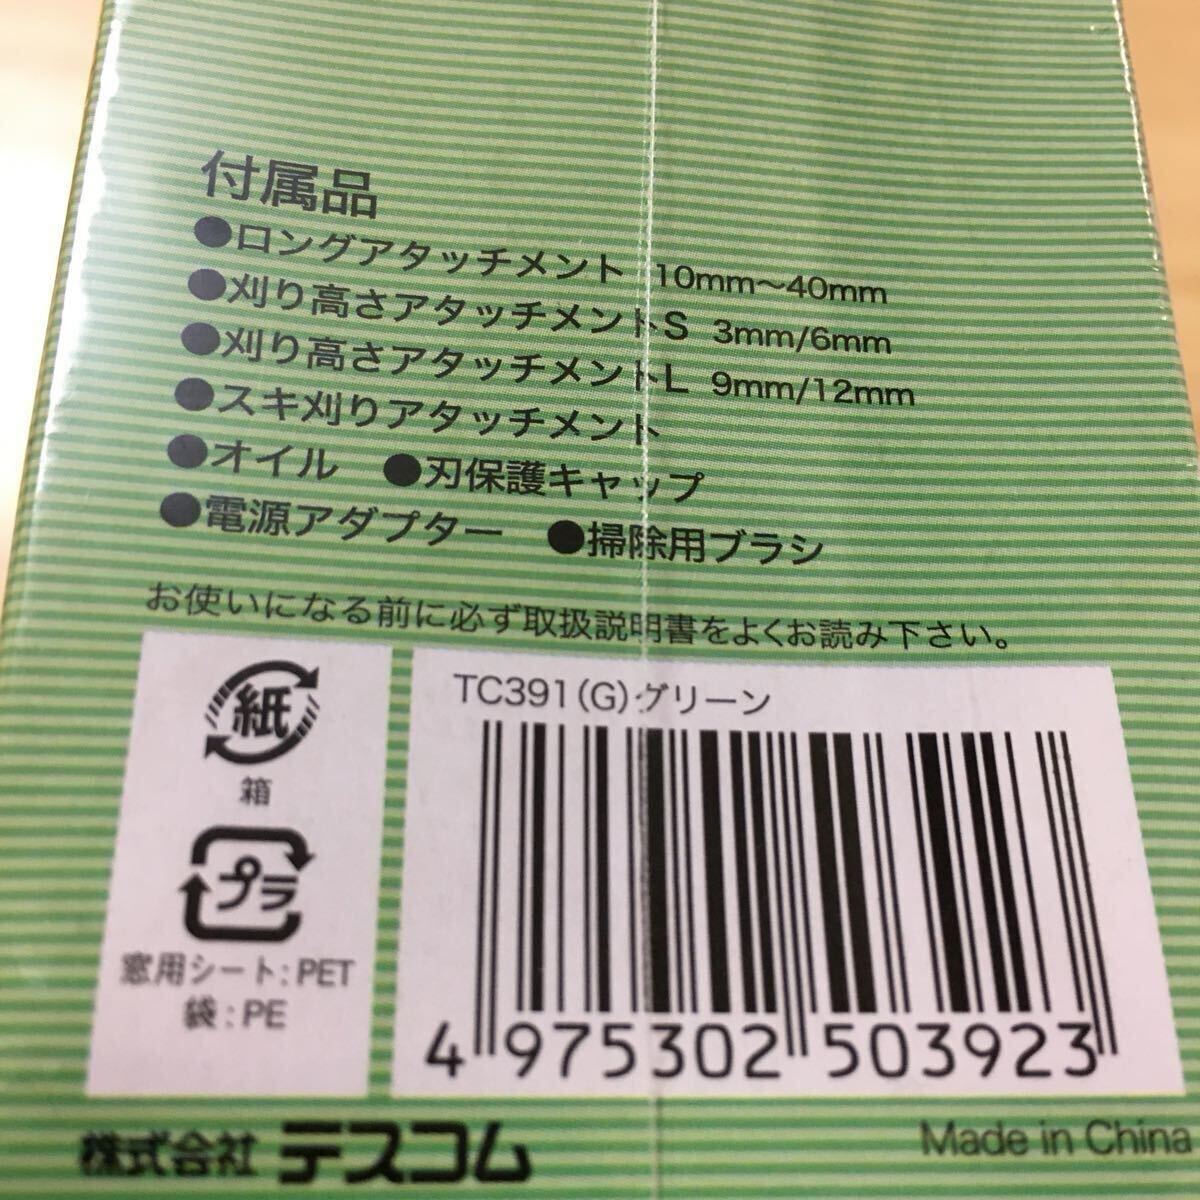 付属品
●ロングアタッチメント 10mm〜40mm
●刈り高さアタッチメントS 3mm/6mm
●刈り高さアタッチメントL 9mm/12mm
●スキ刈りアタッチメント
●オイル ●刃保護キャップ
●電源アダプター ●掃除用ブラシ
お使いになる前に必ず取扱説明書をよくお読み下さい。
紙
箱
プラ
窓用シート:PET
袋:PE
TC391(G)グリーン
4 975302 503923
株式会社 テスコム
Made in China